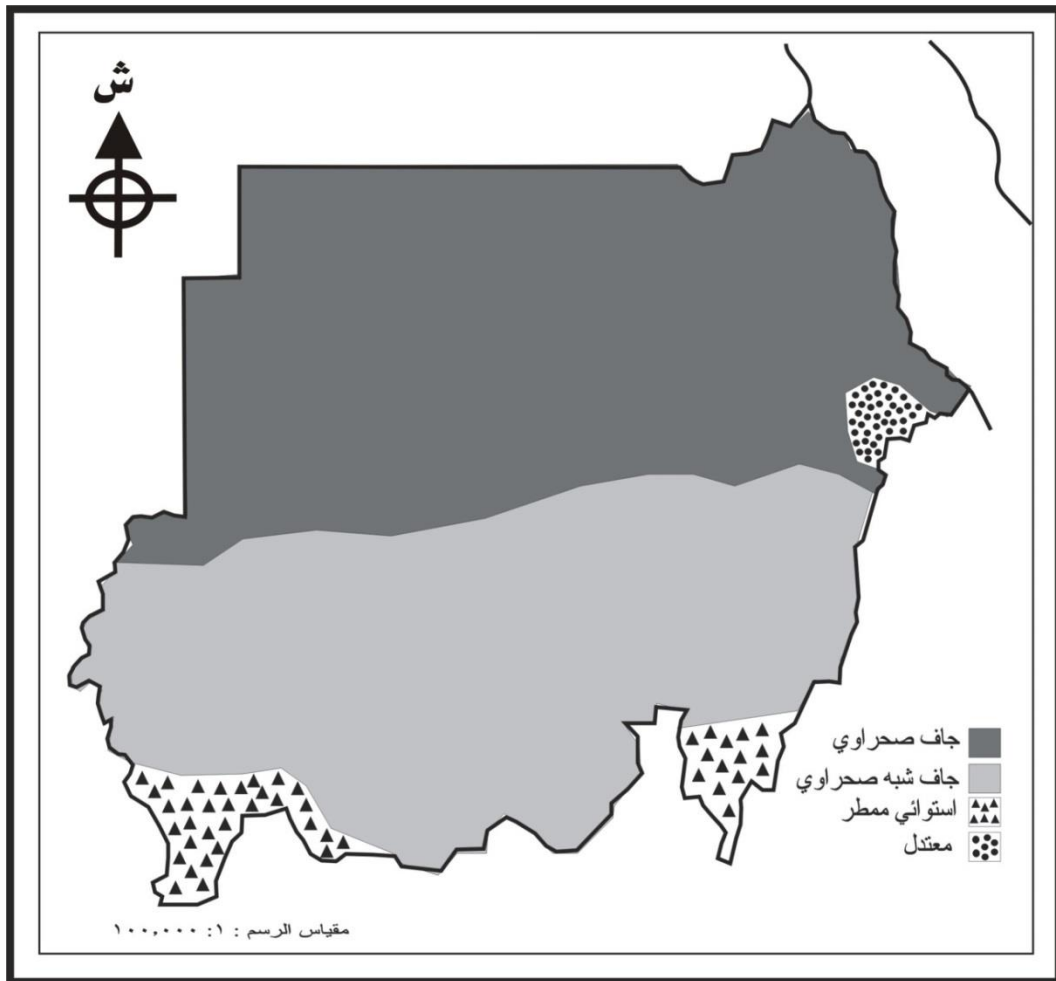 ش
جاف صحراوي
جاف شبه صحراوي
استوائي ممطر
معتدل
مقياس الرسم : ١: ١٠٠,٠٠٠